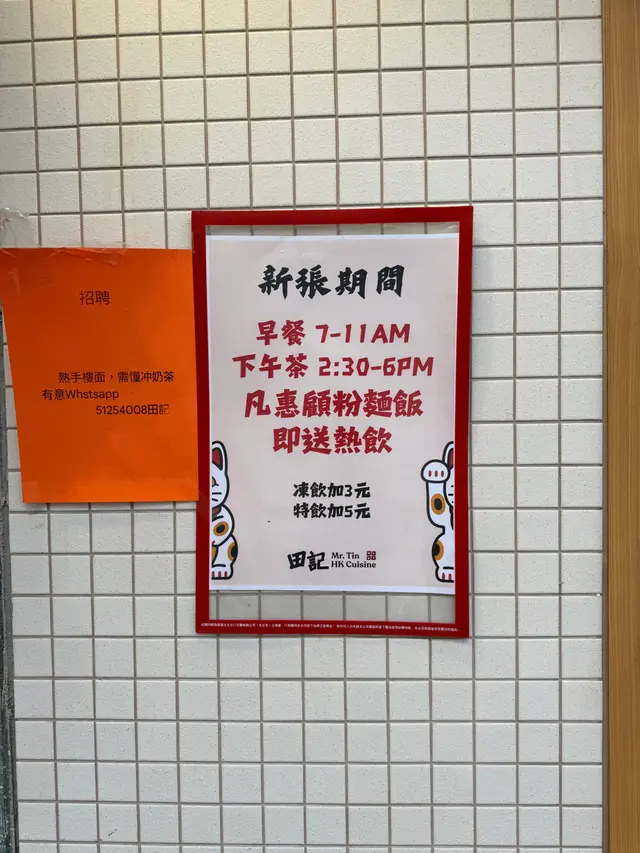 招聘
熟手樓面，需懂冲奶茶
有意Whstsapp
51254008田記
新張期間
早餐 7-11AM
下午茶 2:30-6PM
凡惠顧粉麵飯
即送熱飲
凍飲加3元
特飲加5元
田記 Mr. Tin
HK Cuisine